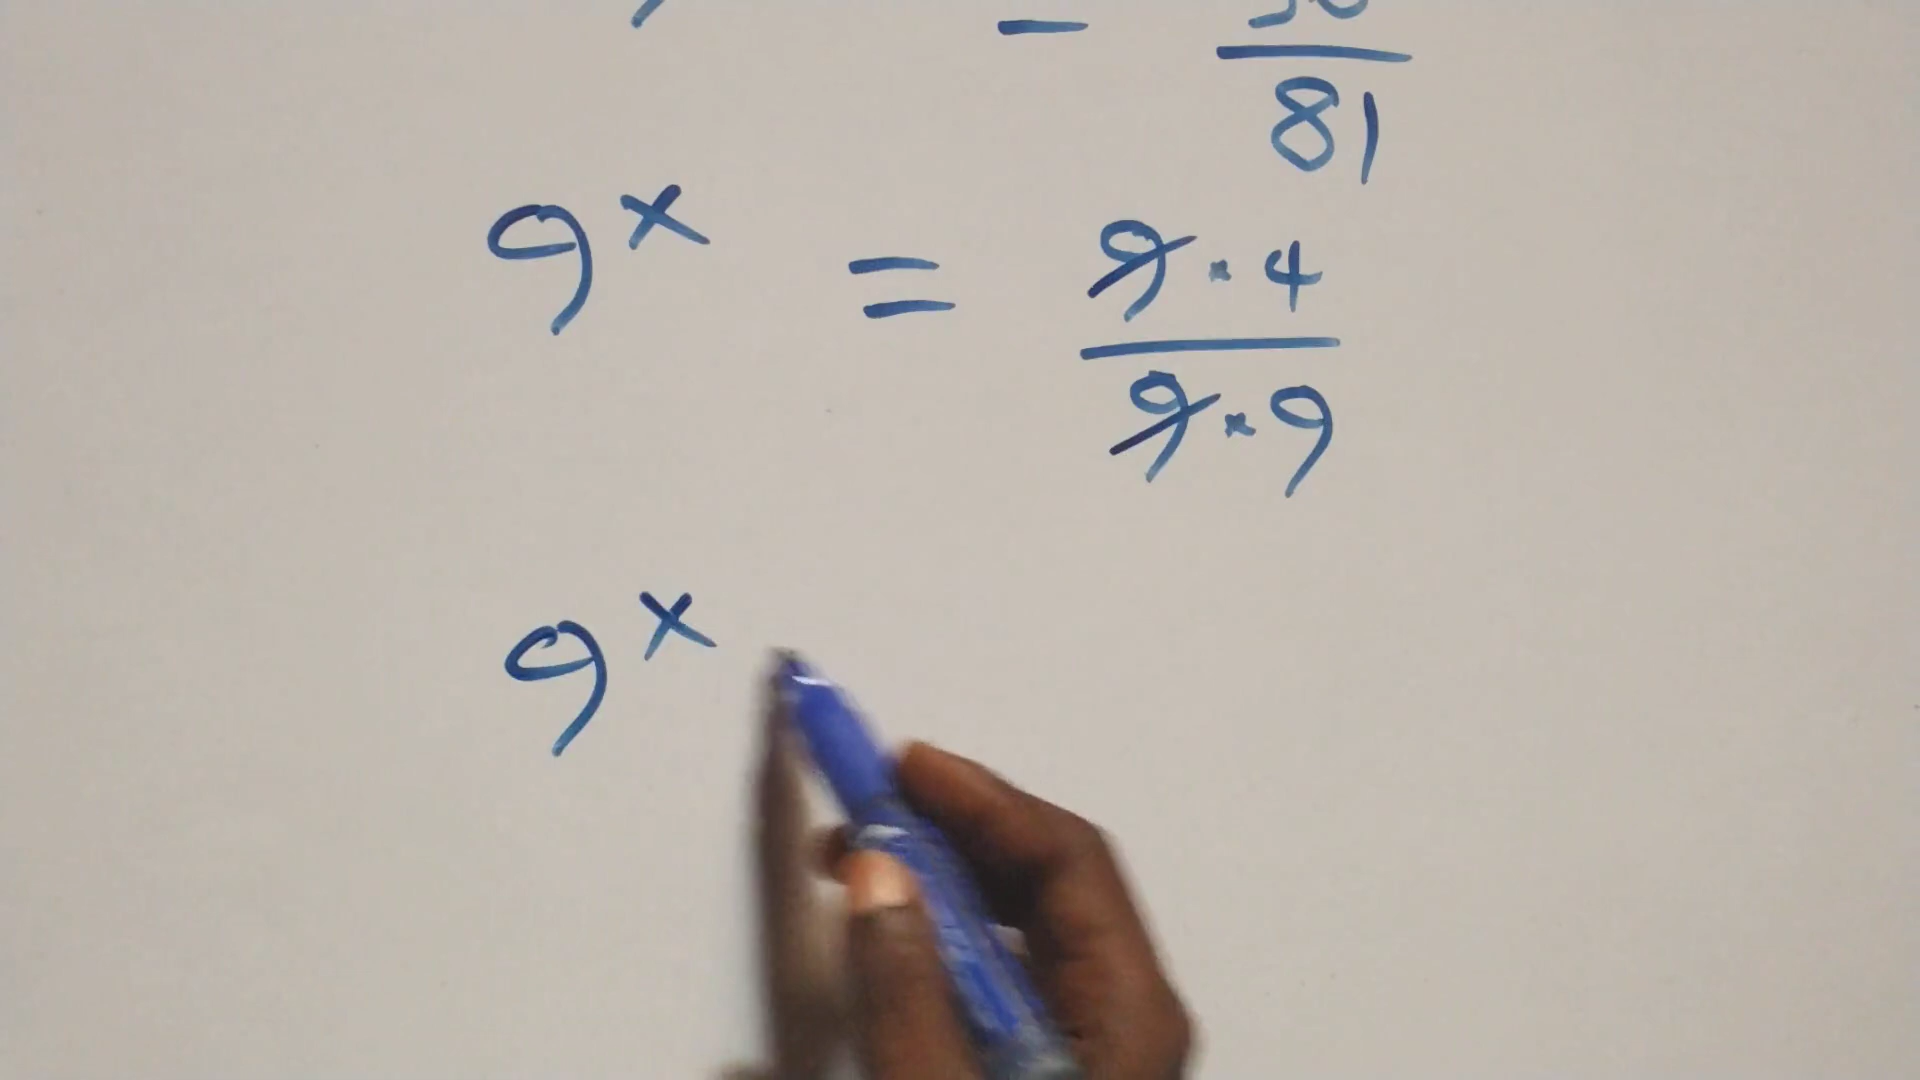 81
9^x = 9 · 4 / 9 · 9
9^x